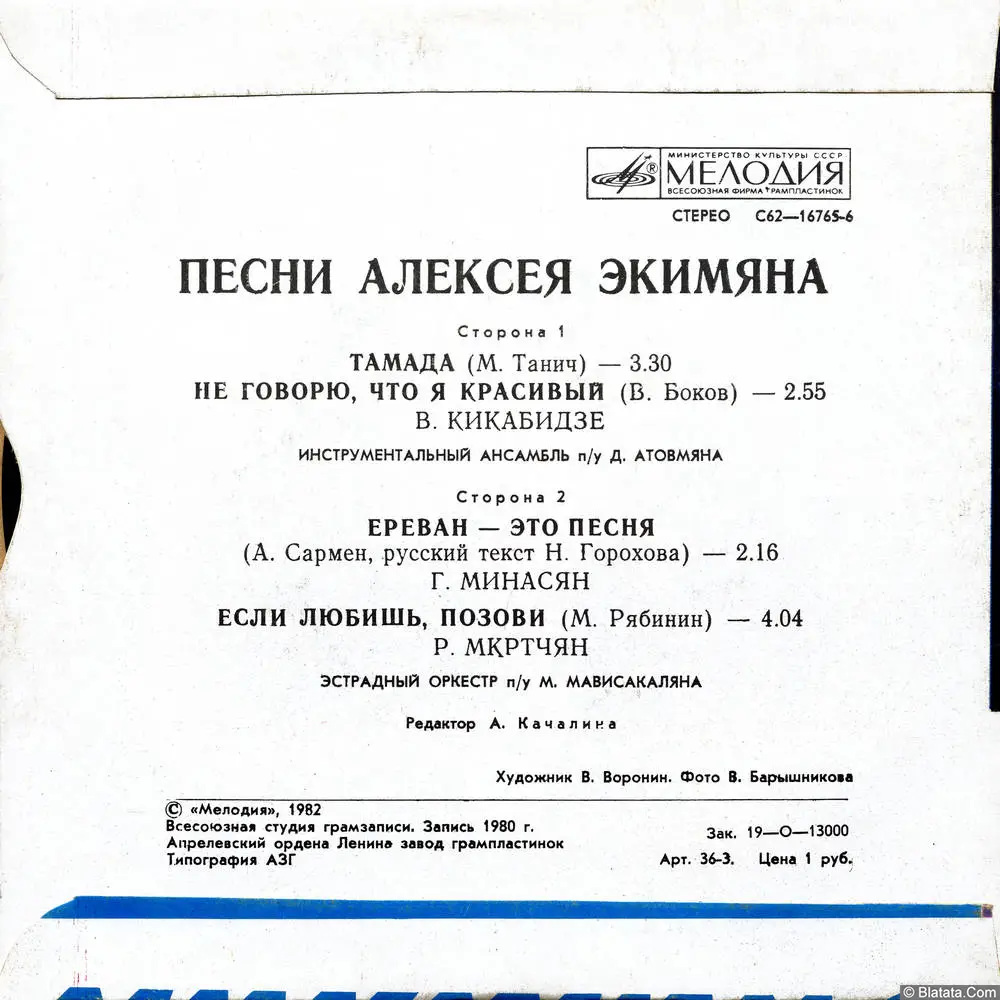 МИНИСТЕРСТВО КУЛЬТУРЫ СССР
МЕЛОДИЯ
ВСЕСОЮЗНАЯ ФИРМА ГРАМПЛАСТИНОК
СТЕРЕО С62—16765-6
ПЕСНИ АЛЕКСЕЯ ЭКИМЯНА
Сторона 1
ТАМАДА (М. Танич) — 3.30
НЕ ГОВОРЮ, ЧТО Я КРАСИВЫЙ (В. Боков) — 2.55
В. КИКАБИДЗЕ
ИНСТРУМЕНТАЛЬНЫЙ АНСАМБЛЬ п/у Д. АТОВМЯНА
Сторона 2
ЕРЕВАН — ЭТО ПЕСНЯ
(А. Сармен, русский текст Н. Горохова) — 2.16
Г. МИНАСЯН
ЕСЛИ ЛЮБИШЬ, ПОЗОВИ (М. Рябинин) — 4.04
Р. МКРТЧЯН
ЭСТРАДНЫЙ ОРКЕСТР п/у М. МАВИСАКАЛЯНА
Редактор А. Качалина
Художник В. Воронин. Фото В. Барышникова
© «Мелодия», 1982
Всесоюзная студия грамзаписи. Запись 1980 г.
Апрелевский ордена Ленина завод грампластинок
Типография АЗГ
Зак. 19—О—13000
Арт. 36-3. Цена 1 руб.
© Blatata.Com